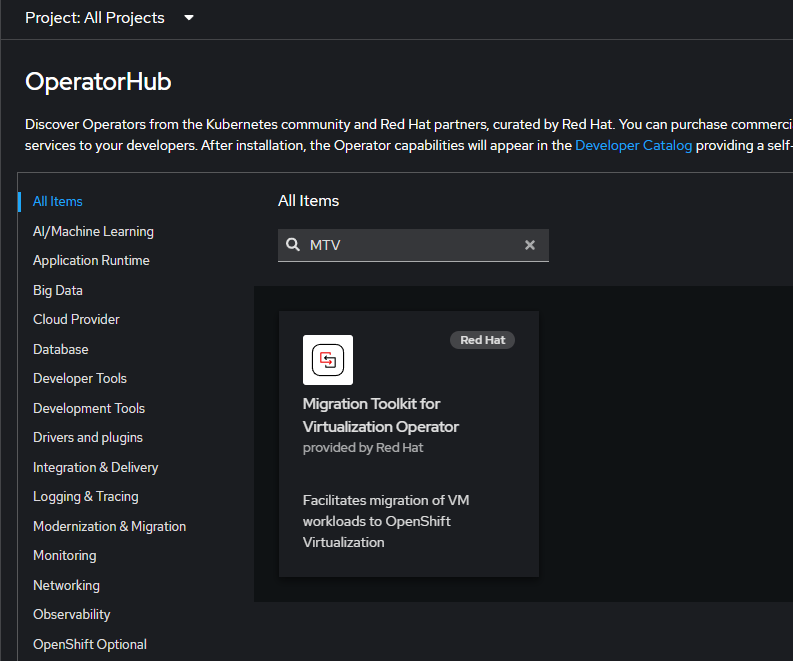 Project: All Projects
OperatorHub
Discover Operators from the Kubernetes community and Red Hat partners, curated by Red Hat. You can purchase
services to your developers. After installation, the Operator capabilities will appear in the Developer Catalog providing a
All Items
AI/Machine Learning
Application Runtime
Big Data
Cloud Provider
Database
Developer Tools
Development Tools
Drivers and plugins
Integration & Delivery
Logging & Tracing
Modernization & Migration
Monitoring
Networking
Observability
OpenShift Optional
All Items
MTV
Red Hat
Migration Toolkit for
Virtualization Operator
provided by Red Hat
Facilitates migration of VM
workloads to OpenShift
Virtualization